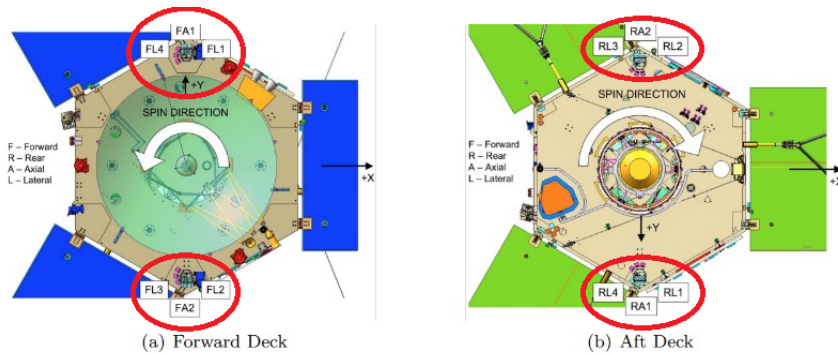 FA1
FL4 FL1
+Y
SPIN DIRECTION
F – Forward
R – Rear
A – Axial
L – Lateral
+X
FL3 FL2
FA2
(a) Forward Deck
RA2
RL3 RL2
SPIN DIRECTION
F – Forward
R – Rear
A – Axial
L – Lateral
+Y
RL4 RL1
RA1
(b) Aft Deck